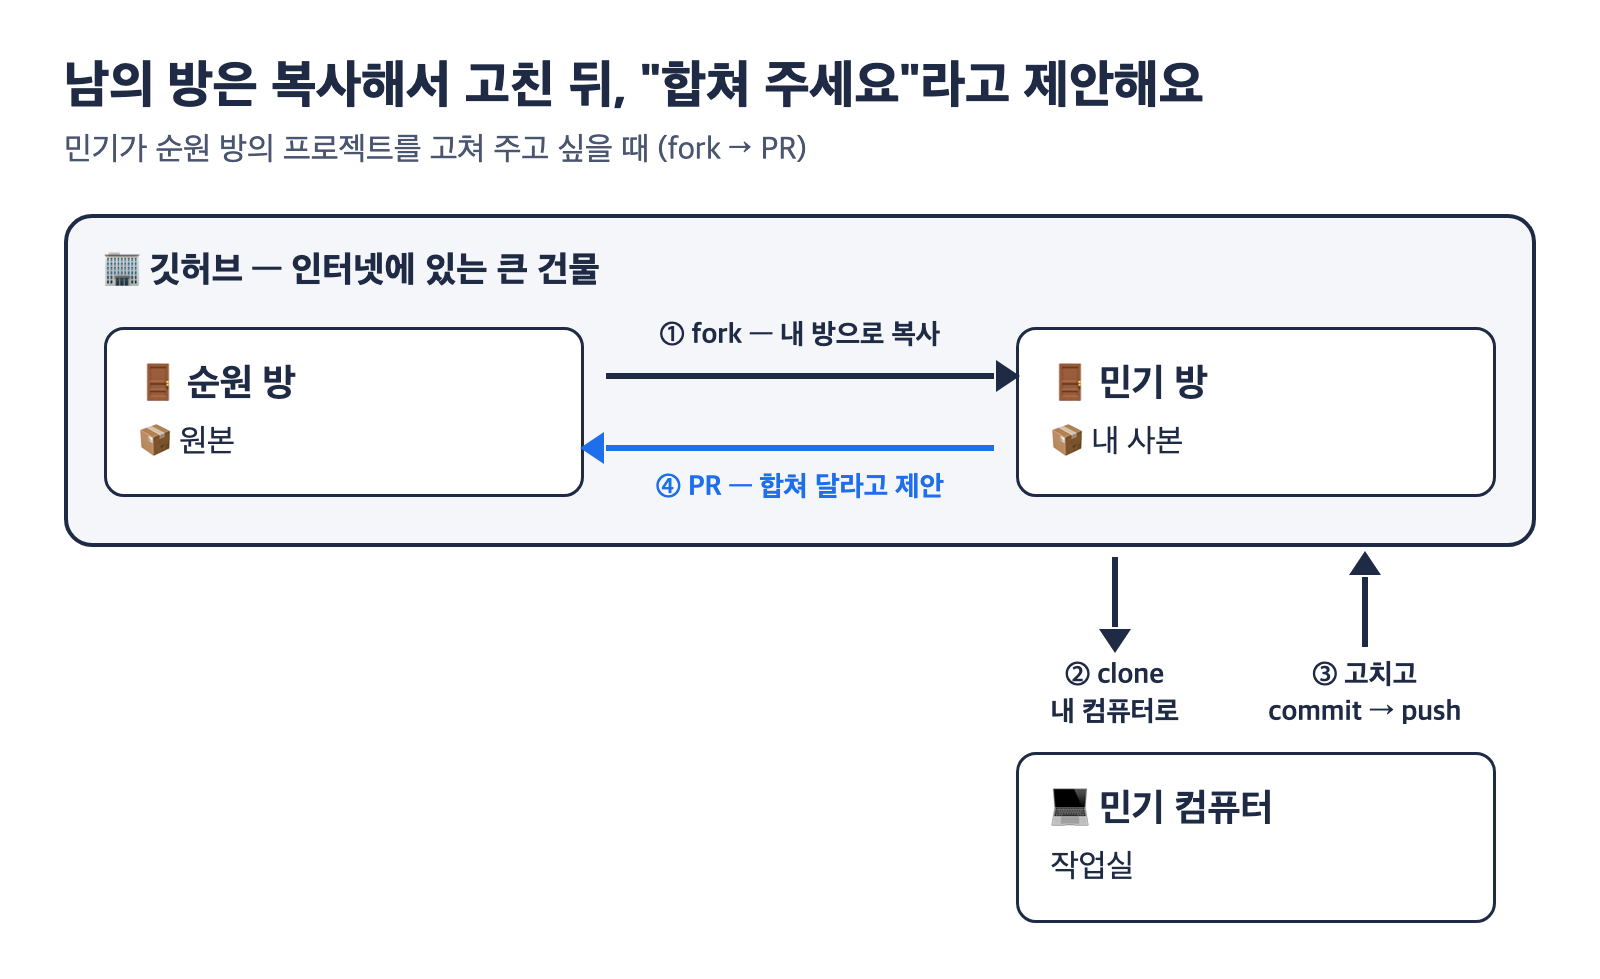 남의 방은 복사해서 고친 뒤, "합쳐 주세요"라고 제안해요
민기가 순원 방의 프로젝트를 고쳐 주고 싶을 때 (fork → PR)
🏢 깃허브 — 인터넷에 있는 큰 건물
① fork — 내 방으로 복사
🚪 순원 방
📦 원본
🚪 민기 방
📦 내 사본
④ PR — 합쳐 달라고 제안
② clone
내 컴퓨터로
③ 고치고
commit → push
💻 민기 컴퓨터
작업실